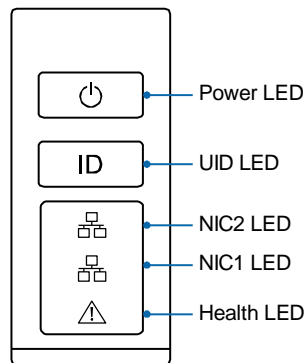 Power LED
ID
UID LED
NIC2 LED
NIC1 LED
Health LED